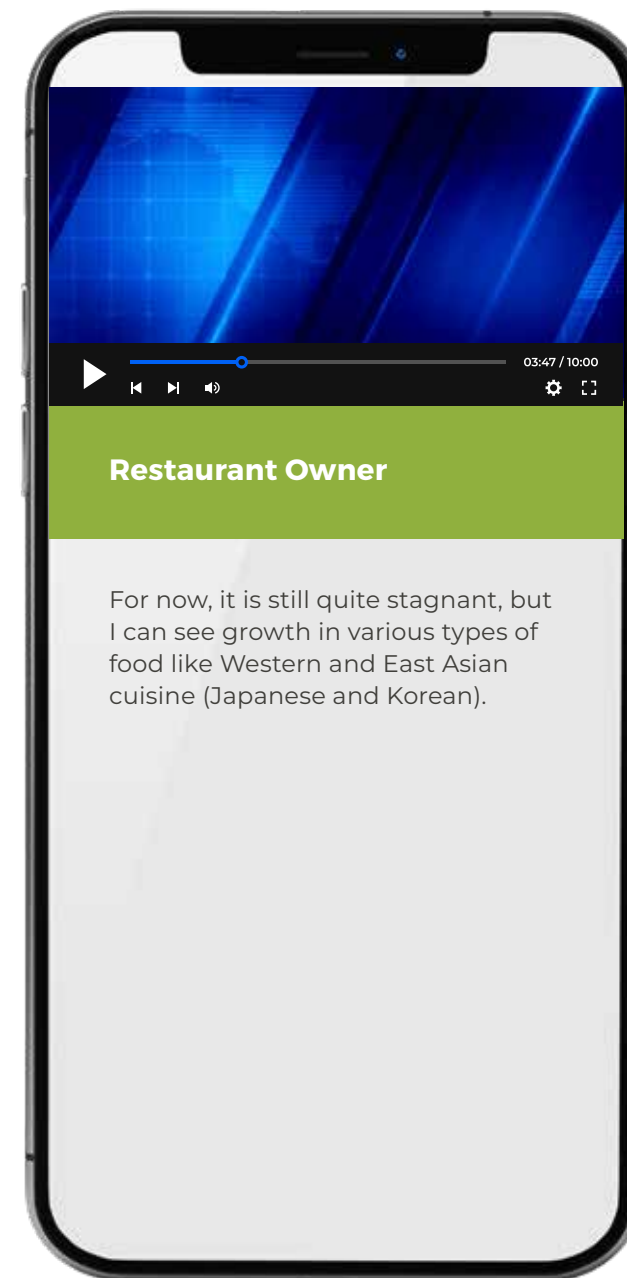 03:47 / 10:00
Restaurant Owner
For now, it is still quite stagnant, but
I can see growth in various types of
food like Western and East Asian
cuisine (Japanese and Korean).